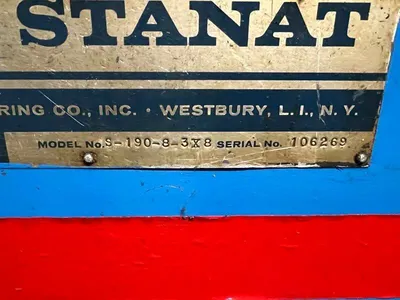 STANAT
RING CO., INC. · WESTBURY, L. I., N. Y.
MODEL No. S-190-8-3X8 SERIAL No. 106269